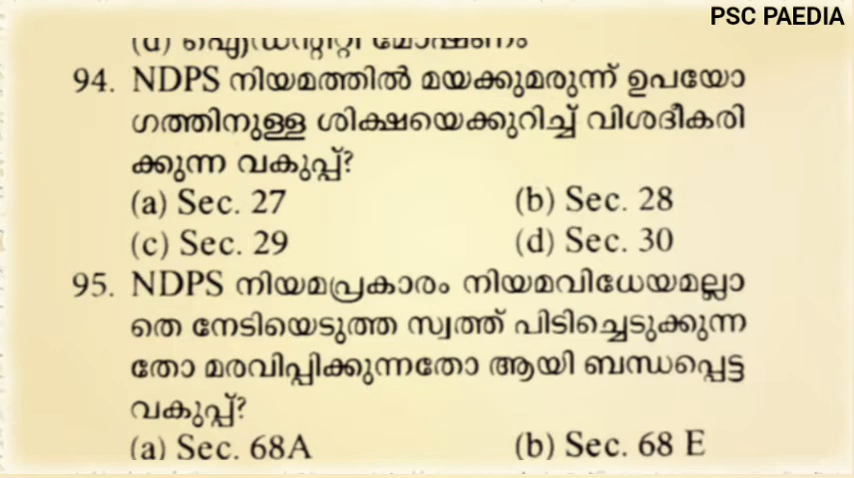 PSC PAEDIA
(d) ഐഡന്റിറ്റി മോഷണം
94. NDPS നിയമത്തിൽ മയക്കുമരുന്ന് ഉപയോ
ഗത്തിനുള്ള ശിക്ഷയെക്കുറിച്ച് വിശദീകരി
ക്കുന്ന വകുപ്പ്?
(a) Sec. 27 (b) Sec. 28
(c) Sec. 29 (d) Sec. 30
95. NDPS നിയമപ്രകാരം നിയമവിധേയമല്ലാ
തെ നേടിയെടുത്ത സ്വത്ത് പിടിച്ചെടുക്കുന്ന
തോ മരവിപ്പിക്കുന്നതോ ആയി ബന്ധപ്പെട്ട
വകുപ്പ്?
(a) Sec. 68A (b) Sec. 68 E